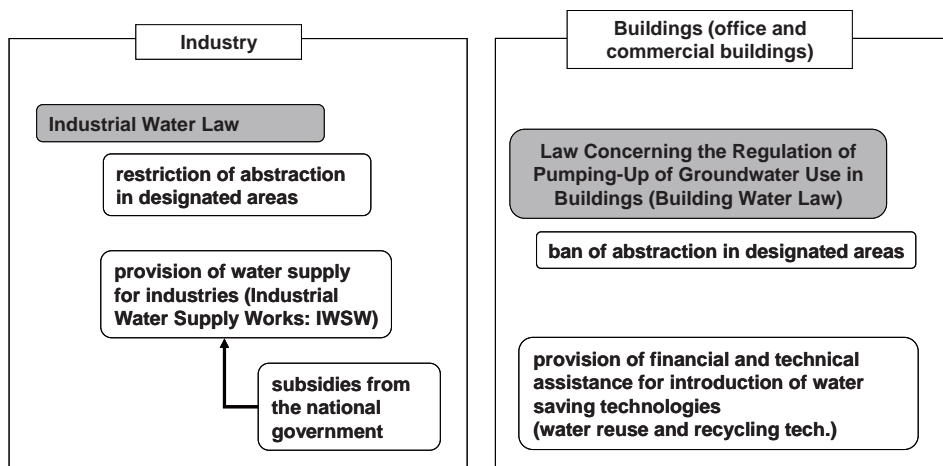 Industry
Industrial Water Law
restriction of abstraction
in designated areas
provision of water supply
for industries (Industrial
Water Supply Works: IWSW)
subsidies from
the national
government
Buildings (office and
commercial buildings)
Law Concerning the Regulation of
Pumping-Up of Groundwater Use in
Buildings (Building Water Law)
ban of abstraction in designated areas
provision of financial and technical
assistance for introduction of water
saving technologies
(water reuse and recycling tech.)